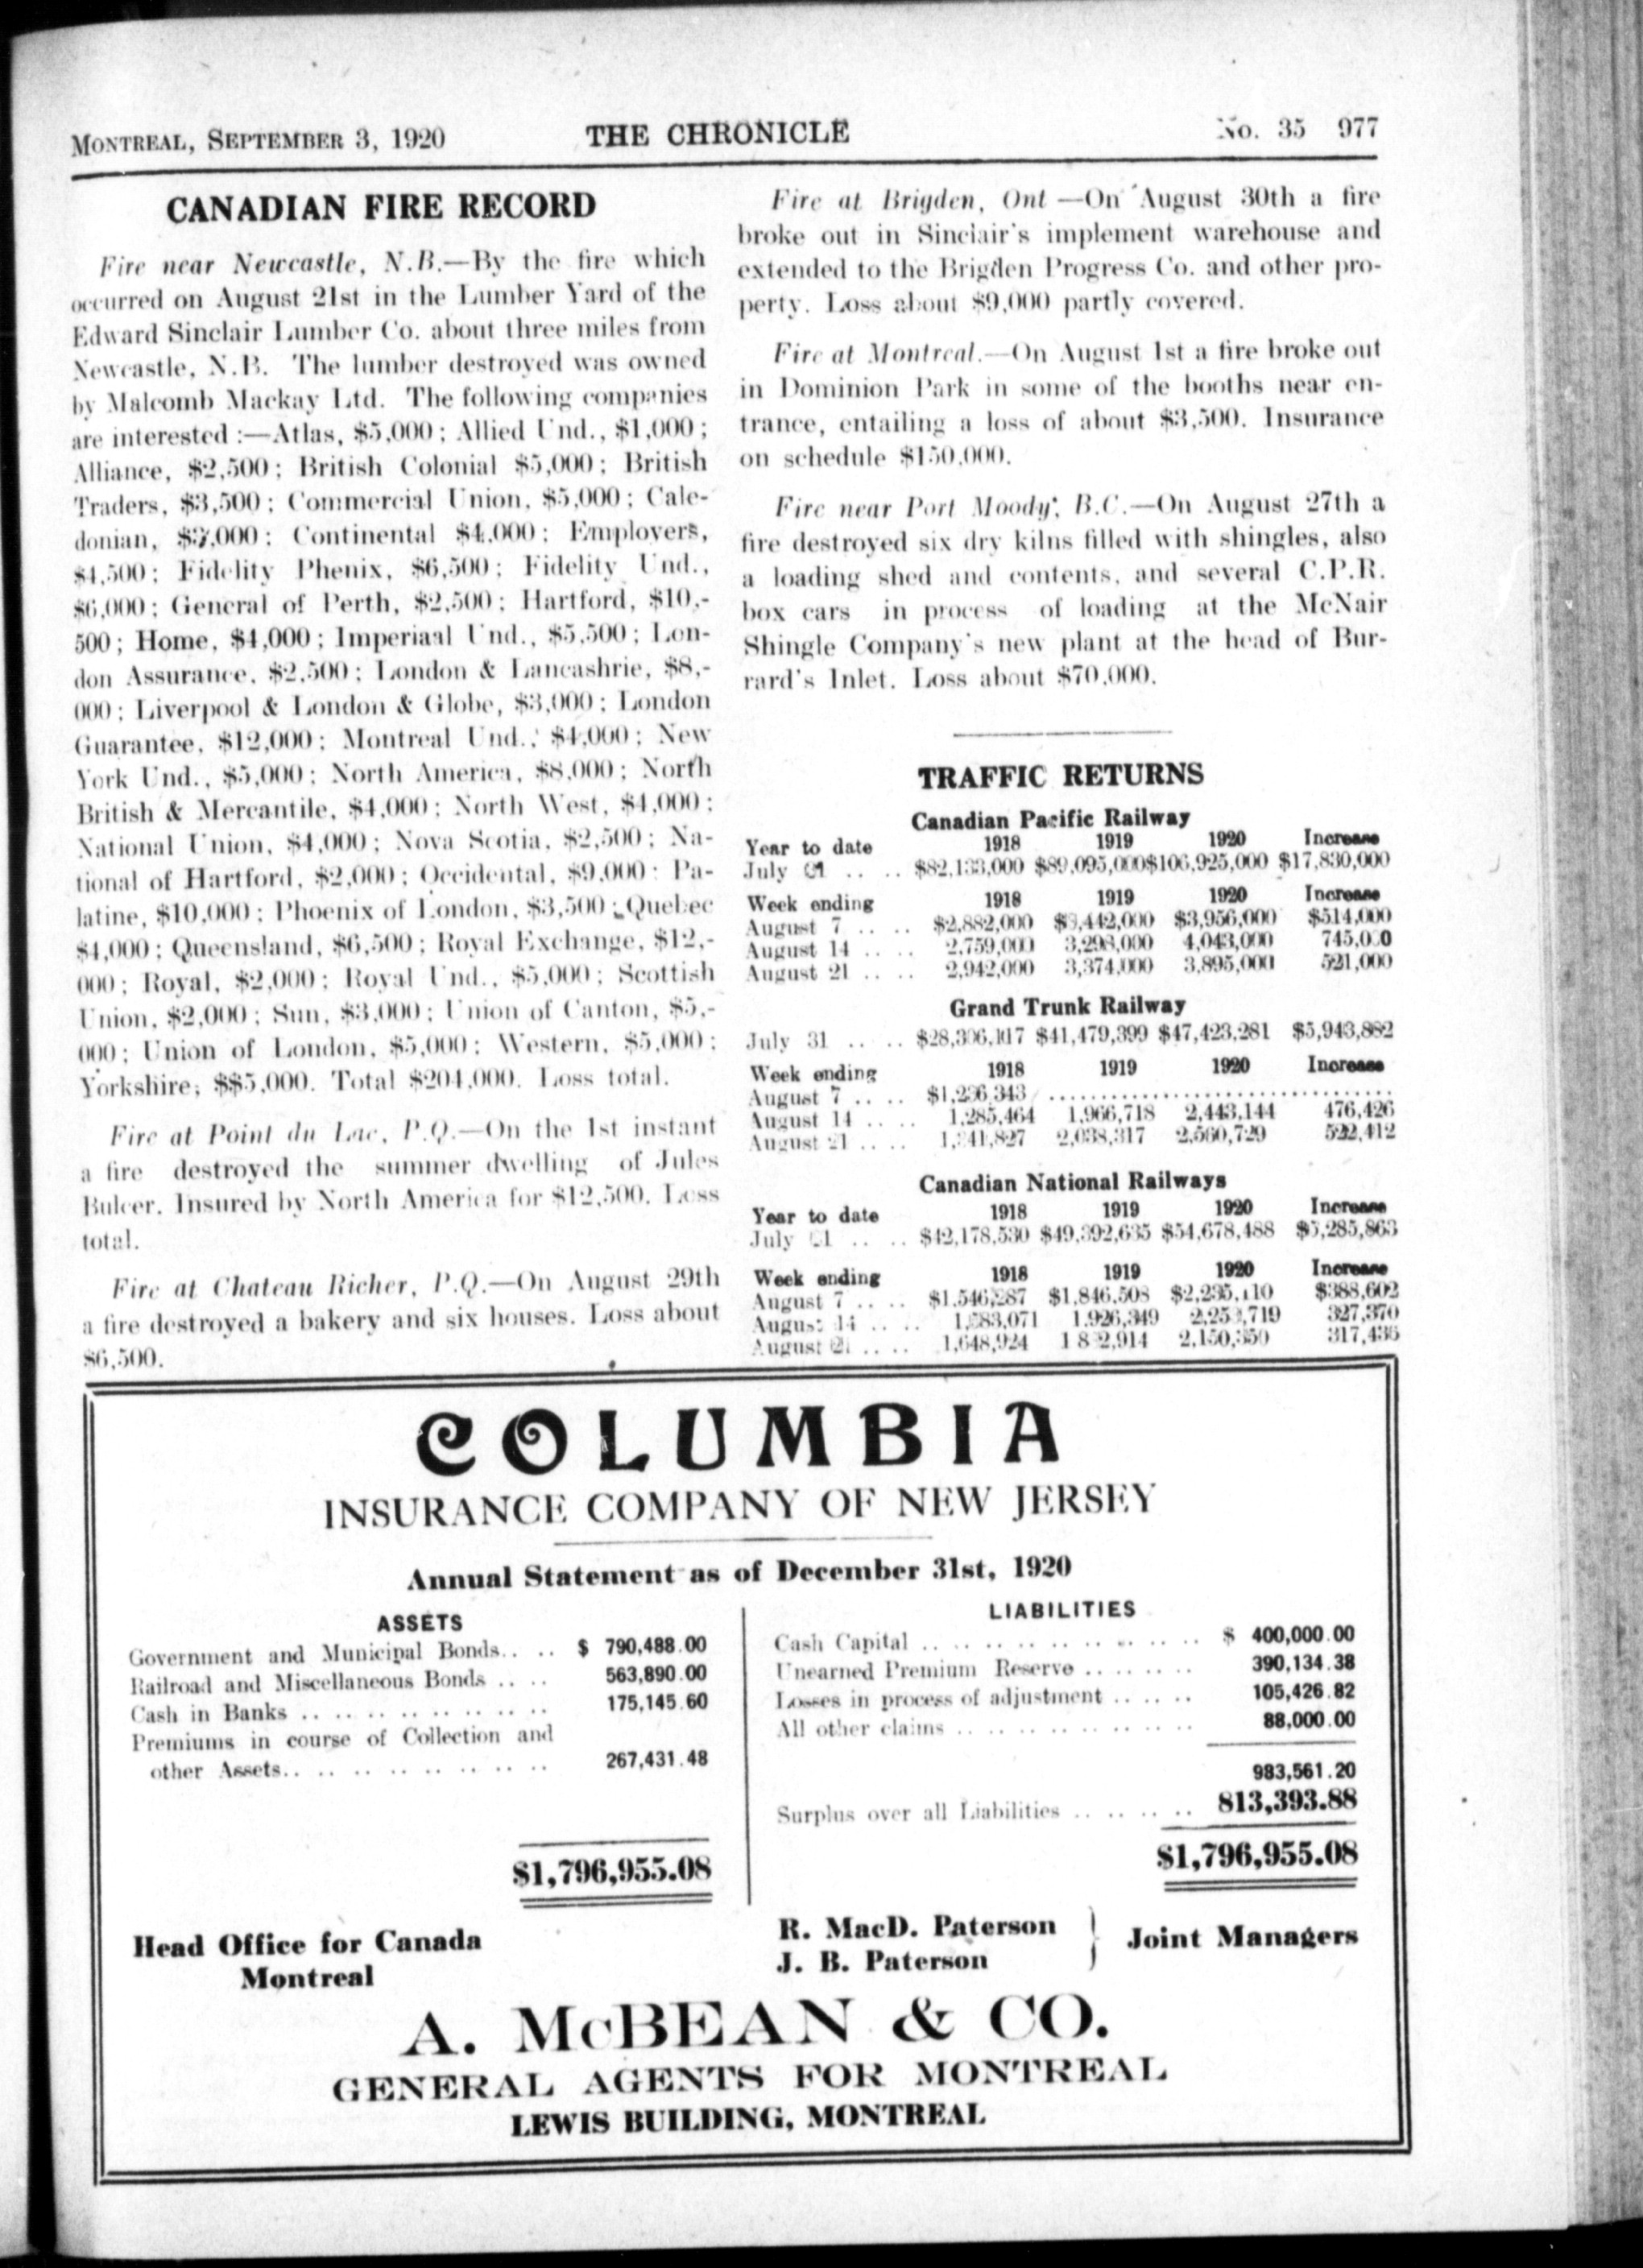 MONTREAL, SEPTEMBER 3, 1920 THE CHRONICLE No. 35 977
CANADIAN FIRE RECORD
Fire near Newcastle, N.B.—By the fire which
occurred on August 21st in the Lumber Yard of the
Edward Sinclair Lumber Co. about three miles from
Newcastle, N.B. The lumber destroyed was owned
by Malcomb Mackay Ltd. The following companies
are interested :—Atlas, $5,000; Allied Und., $1,000;
Alliance, $2,500; British Colonial $5,000; British
Traders, $3,500; Commercial Union, $5,000; Cale-
donian, Continental $4,000; Employers,
$4,500; Fidelity Phenix, $6,500; Fidelity Und.,
$6,000; General of Perth, $2,500; Hartford, $10,-
500; Home, $4,000; Imperiaal Und., $5,500; Lon-
don Assurance, $2,500; London & Lancashrie, $8,-
000; Liverpool & London & Globe, $3,000; London
Guarantee, $12,000; Montreal Und., $4,000; New
York Und., $5,000; North America, $8,000; North
British & Mercantile, $4,000; North West, $4,000;
National Union, $4,000; Nova Scotia, $2,500; Na-
tional of Hartford, $2,000; Occidental, $9,000; Pa-
latine, $10,000; Phoenix of London, $3,500; Quebec
$4,000; Queensland, $6,500; Royal Exchange, $12,-
000; Royal, $2,000; Royal Und., $5,000; Scottish
Union, $2,000; Sun, $3,000; Union of Canton, $5,-
000; Union of London, $5,000; Western, $5,000;
Yorkshire, $$5,000. Total $204,000. Loss total.
Fire at Point du Lac, P.Q.—On the 1st instant
a fire destroyed the summer dwelling of Jules
Bulcer. Insured by North America for $12,500. Loss
total.
Fire at Chateau Richer, P.Q.—On August 29th
a fire destroyed a bakery and six houses. Loss about
$6,500.
Fire at Brigden, Ont —On August 30th a fire
broke out in Sinclair's implement warehouse and
extended to the Brigden Progress Co. and other pro-
perty. Loss about $9,000 partly covered.
Fire at Montreal.—On August 1st a fire broke out
in Dominion Park in some of the booths near en-
trance, entailing a loss of about $3,500. Insurance
on schedule $150,000.
Fire near Port Moody, B.C.—On August 27th a
fire destroyed six dry kilns filled with shingles, also
a loading shed and contents, and several C.P.R.
box cars in process of loading at the McNair
Shingle Company's new plant at the head of Bur-
rard's Inlet. Loss about $70,000.
TRAFFIC RETURNS
Canadian Pacific Railway
Year to date 1918 1919 1920 Increase
July .. .. $82,133,000 $89,095,000 $106,925,000 $17,830,000
Week ending 1918 1919 1920 Increase
August 7 .. .. $2,882,000 $3,442,000 $3,956,000 $514,000
August 14 .. .. 2,759,000 3,298,000 4,043,000 745,000
August 21 .. .. 2,942,000 3,374,000 3,895,000 521,000
Grand Trunk Railway
July 31 .. .. $41,479,399 $47,423,281 $5,943,882
Week ending 1918 1919 1920 Increase
August 7 .. .. $1,236,343 ..............................
August 14 .. .. 1,285,464 1,966,718 2,443,144 476,426
August 21 .. .. 2,038,317 2,560,729 522,412
Canadian National Railways
Year to date 1918 1919 1920 Increase
July .. .. $42,178,530 $49,392,635 $54,678,488 $5,285,863
Week ending 1918 1919 1920 Increase
August 7 .. .. $1,546,287 $1,846,508 $388,602
August 14 .. .. 1,926,349 327,370
August .. .. 1,648,924 317,436
COLUMBIA
INSURANCE COMPANY OF NEW JERSEY
Annual Statement as of December 31st, 1920
ASSETS
Government and Municipal Bonds.. .. $ 790,488.00
Railroad and Miscellaneous Bonds .. .. 563,890.00
Cash in Banks .. .. .. .. .. .. .. .. .. 175,145.60
Premiums in course of Collection and
other Assets.. .. .. .. .. .. .. .. .. 267,431.48
$1,796,955.08
LIABILITIES
Cash Capital .. .. .. .. .. .. .. .. .. .. $ 400,000.00
Unearned Premium Reserve .. .. .. .. 390,134.38
Losses in process of adjustment .. .. .. 105,426.82
All other claims .. .. .. .. .. .. .. .. 88,000.00
983,561.20
Surplus over all Liabilities .. .. .. .. 813,393.88
$1,796,955.08
Head Office for Canada
Montreal
R. MacD. Paterson
J. B. Paterson
Joint Managers
A. McBEAN & CO.
GENERAL AGENTS FOR MONTREAL
LEWIS BUILDING, MONTREAL